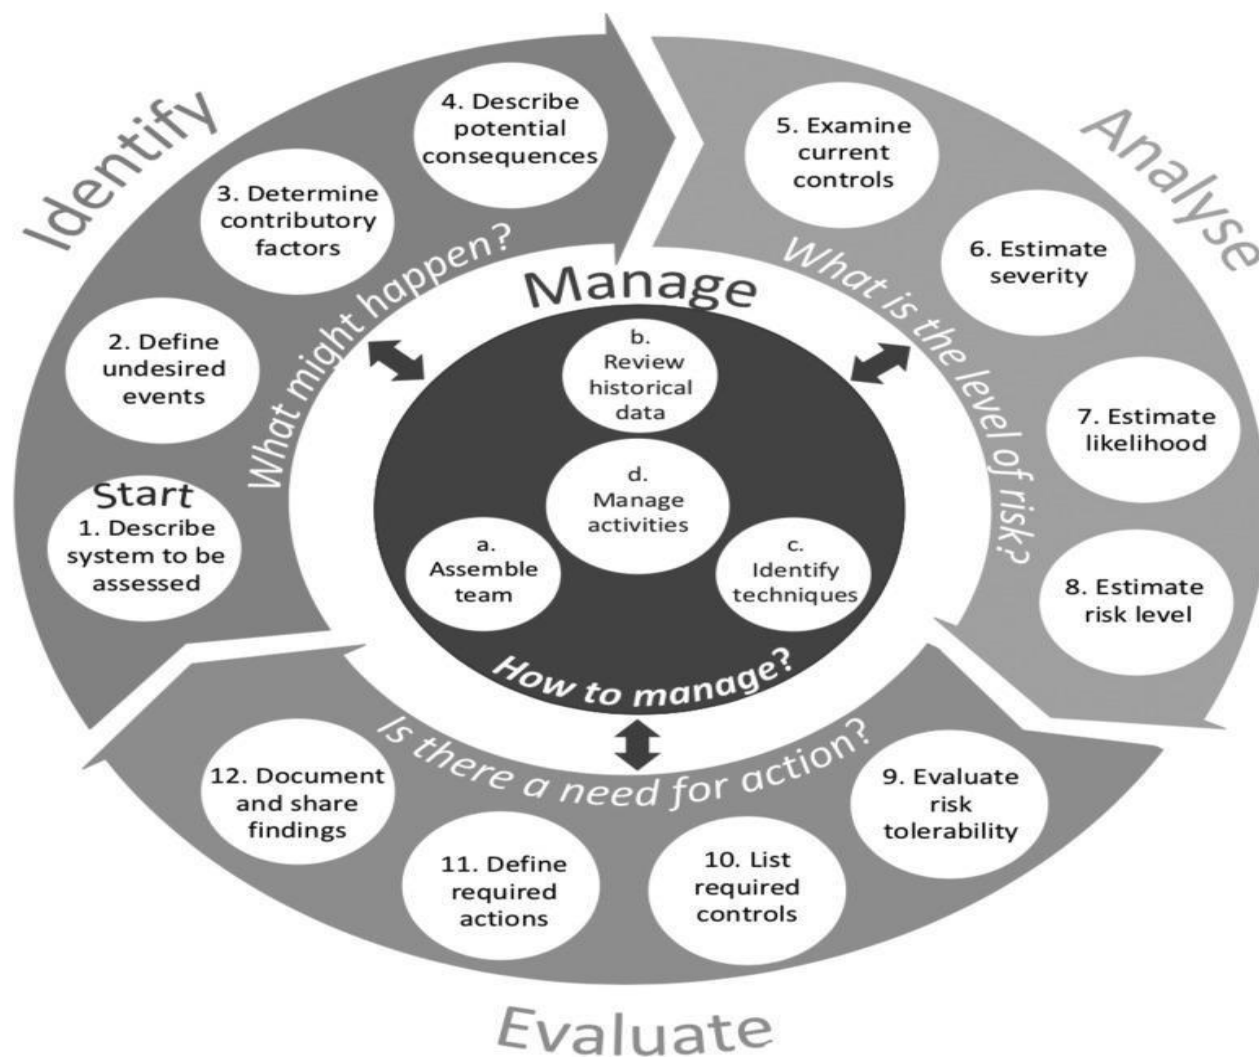 Identify
4. Describe
potential
consequences
3. Determine
contributory
factors
2. Define
undesired
events
Start
1. Describe
system to be
assessed
What might happen?
Analyse
5. Examine
current
controls
6. Estimate
severity
7. Estimate
likelihood
8. Estimate
risk level
What is the level of risk?
Manage
b.
Review
historical
data
d.
Manage
activities
a.
Assemble
team
c.
Identify
techniques
How to manage?
Is there a need for action?
9. Evaluate
risk
tolerability
10. List
required
controls
11. Define
required
actions
12. Document
and share
findings
Evaluate